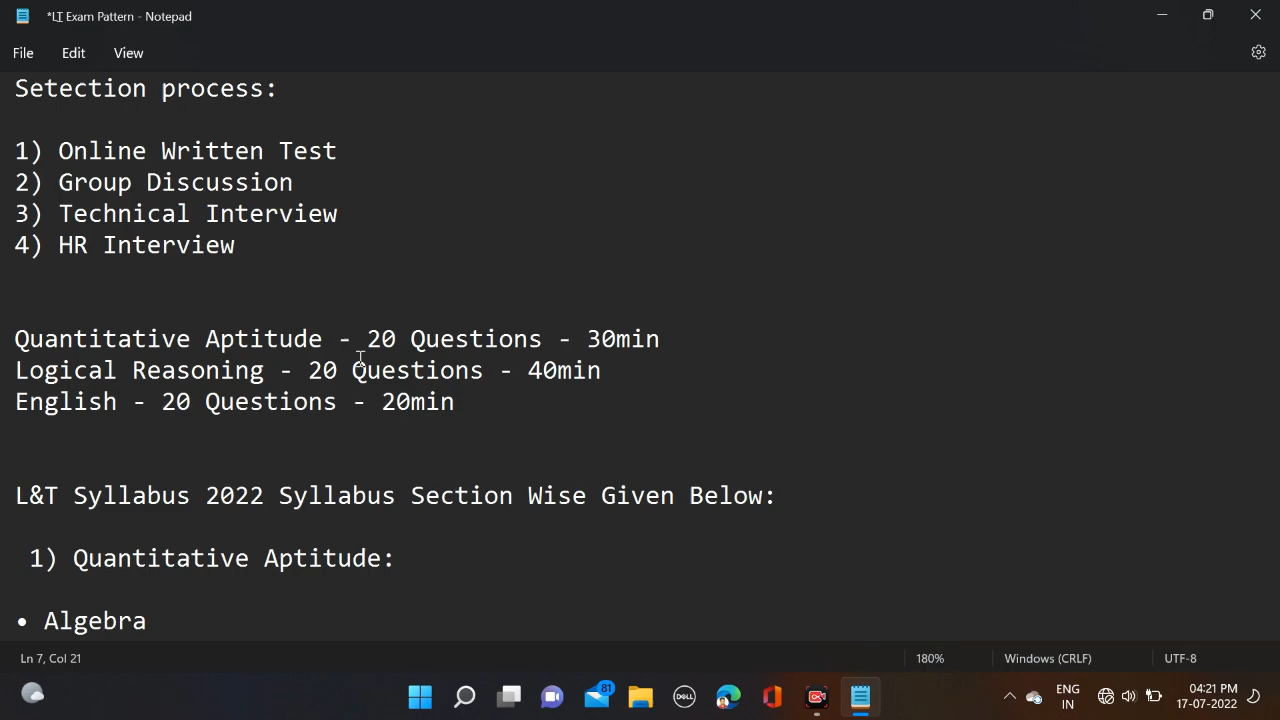 *LT Exam Pattern - Notepad
File Edit View
Selection process:
1) Online Written Test
2) Group Discussion
3) Technical Interview
4) HR Interview
Quantitative Aptitude - 20 Questions - 30min
Logical Reasoning - 20 Questions - 40min
English - 20 Questions - 20min
L&T Syllabus 2022 Syllabus Section Wise Given Below:
1) Quantitative Aptitude:
• Algebra
Ln 7, Col 21 180% Windows (CRLF) UTF-8
81 DELL ENG IN 04:21 PM 17-07-2022